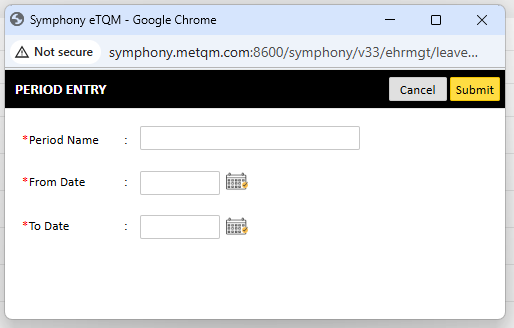 Symphony eTQM - Google Chrome
Not secure symphony.metqm.com:8600/symphony/v33/ehrmgt/leave...
PERIOD ENTRY Cancel Submit
*Period Name :
*From Date :
*To Date :